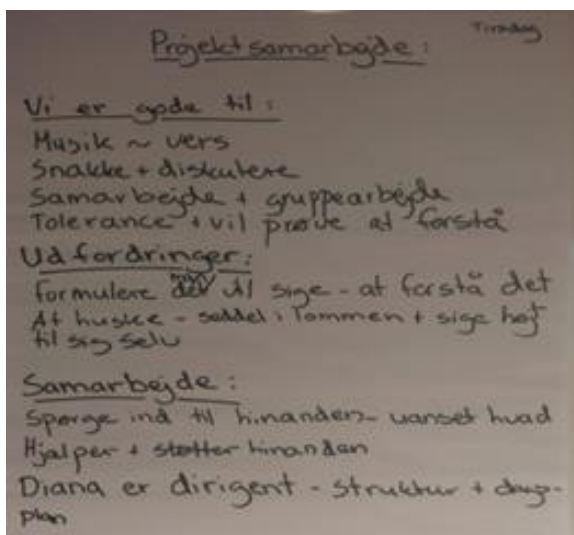 Tirsdag
Projektsamarbejde:
Vi er gode til:
Musik ~ vers
Snakke + diskutere
Samarbejde + gruppearbejde
Tolerance + vil prøve at forstå
Udfordringer:
formulere det til sige - at forstå det
At huske - seddel i lommen + sige højt
til sig selv
Samarbejde:
Spørge ind til hinanden - uanset hvad
Hjælper + støtter hinanden
Diana er dirigent - struktur + dags-
plan